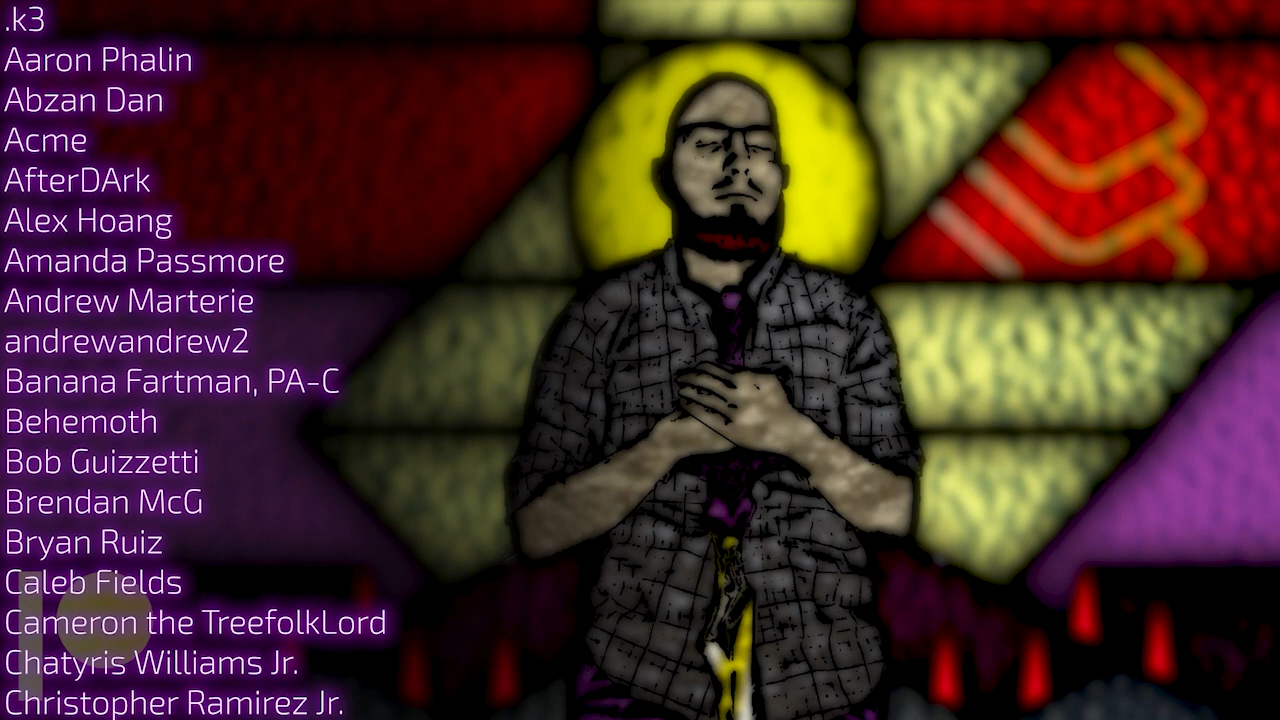 .k3
Aaron Phalin
Abzan Dan
Acme
AfterDArk
Alex Hoang
Amanda Passmore
Andrew Marterie
andrewandrew2
Banana Fartman, PA-C
Behemoth
Bob Guizzetti
Brendan McG
Bryan Ruiz
Caleb Fields
Cameron the TreefolkLord
Chatyris Williams Jr.
Christopher Ramirez Jr.